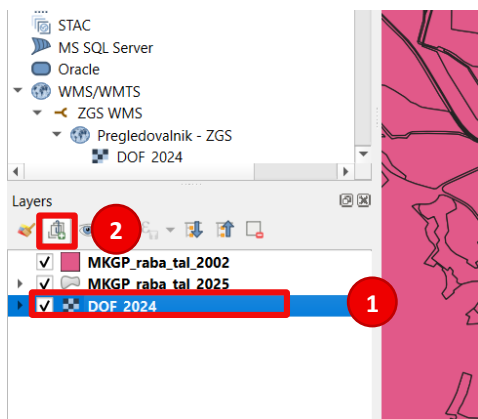 STAC
MS SQL Server
Oracle
WMS/WMTS
ZGS WMS
Pregledovalnik - ZGS
DOF 2024
Layers
2
MKGP_raba_tal_2002
MKGP_raba_tal_2025
DOF 2024
1